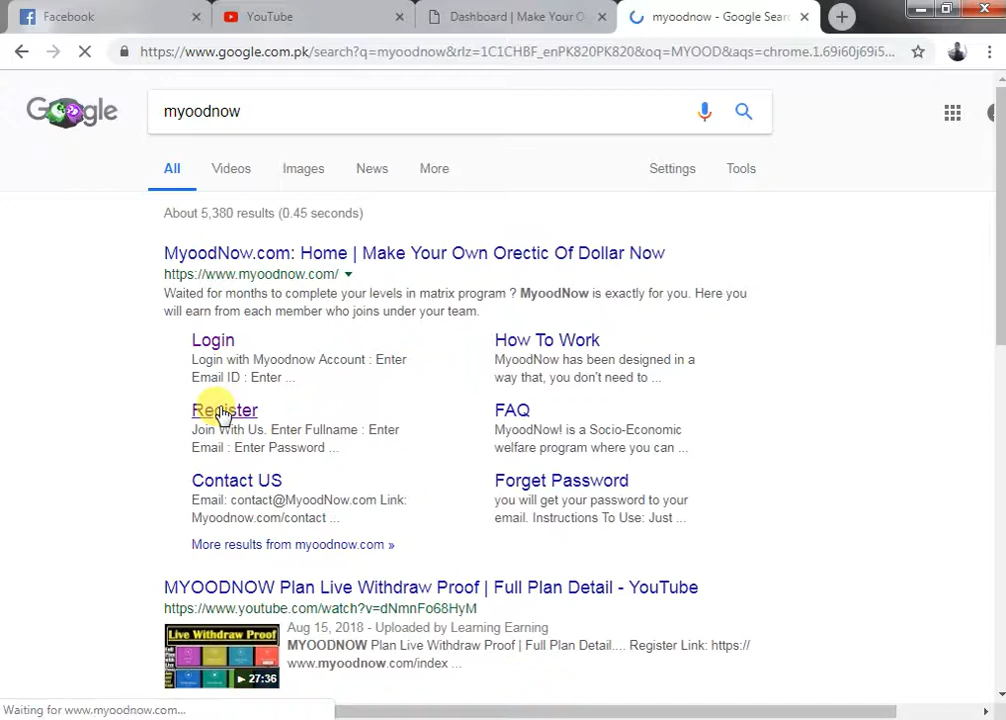 Facebook
YouTube
Dashboard | Make Your O
myoodnow - Google Sear
https://www.google.com.pk/search?q=myoodnow&rlz=1C1CHBF_enPK820PK820&oq=MYOOD&aqs=chrome.1.69i60j69i5...
Google
myoodnow
All
Videos
Images
News
More
Settings
Tools
About 5,380 results (0.45 seconds)
MyoodNow.com: Home | Make Your Own Orectic Of Dollar Now
https://www.myoodnow.com/
Waited for months to complete your levels in matrix program ? MyoodNow is exactly for you. Here you
will earn from each member who joins under your team.
Login
Login with Myoodnow Account : Enter
Email ID : Enter ...
How To Work
MyoodNow has been designed in a
way that, you don't need to ...
Register
Join With Us. Enter Fullname : Enter
Email : Enter Password ...
FAQ
MyoodNow! is a Socio-Economic
welfare program where you can ...
Contact US
Email: contact@MyoodNow.com Link:
Myoodnow.com/contact ...
Forget Password
you will get your password to your
email. Instructions To Use: Just ...
More results from myoodnow.com »
MYOODNOW Plan Live Withdraw Proof | Full Plan Detail - YouTube
https://www.youtube.com/watch?v=dNmnFo68HyM
Live Withdraw Proof
27:36
Aug 15, 2018 - Uploaded by Learning Earning
MYOODNOW Plan Live Withdraw Proof | Full Plan Detail.... Register Link: https://
www.myoodnow.com/index ...
Waiting for www.myoodnow.com...